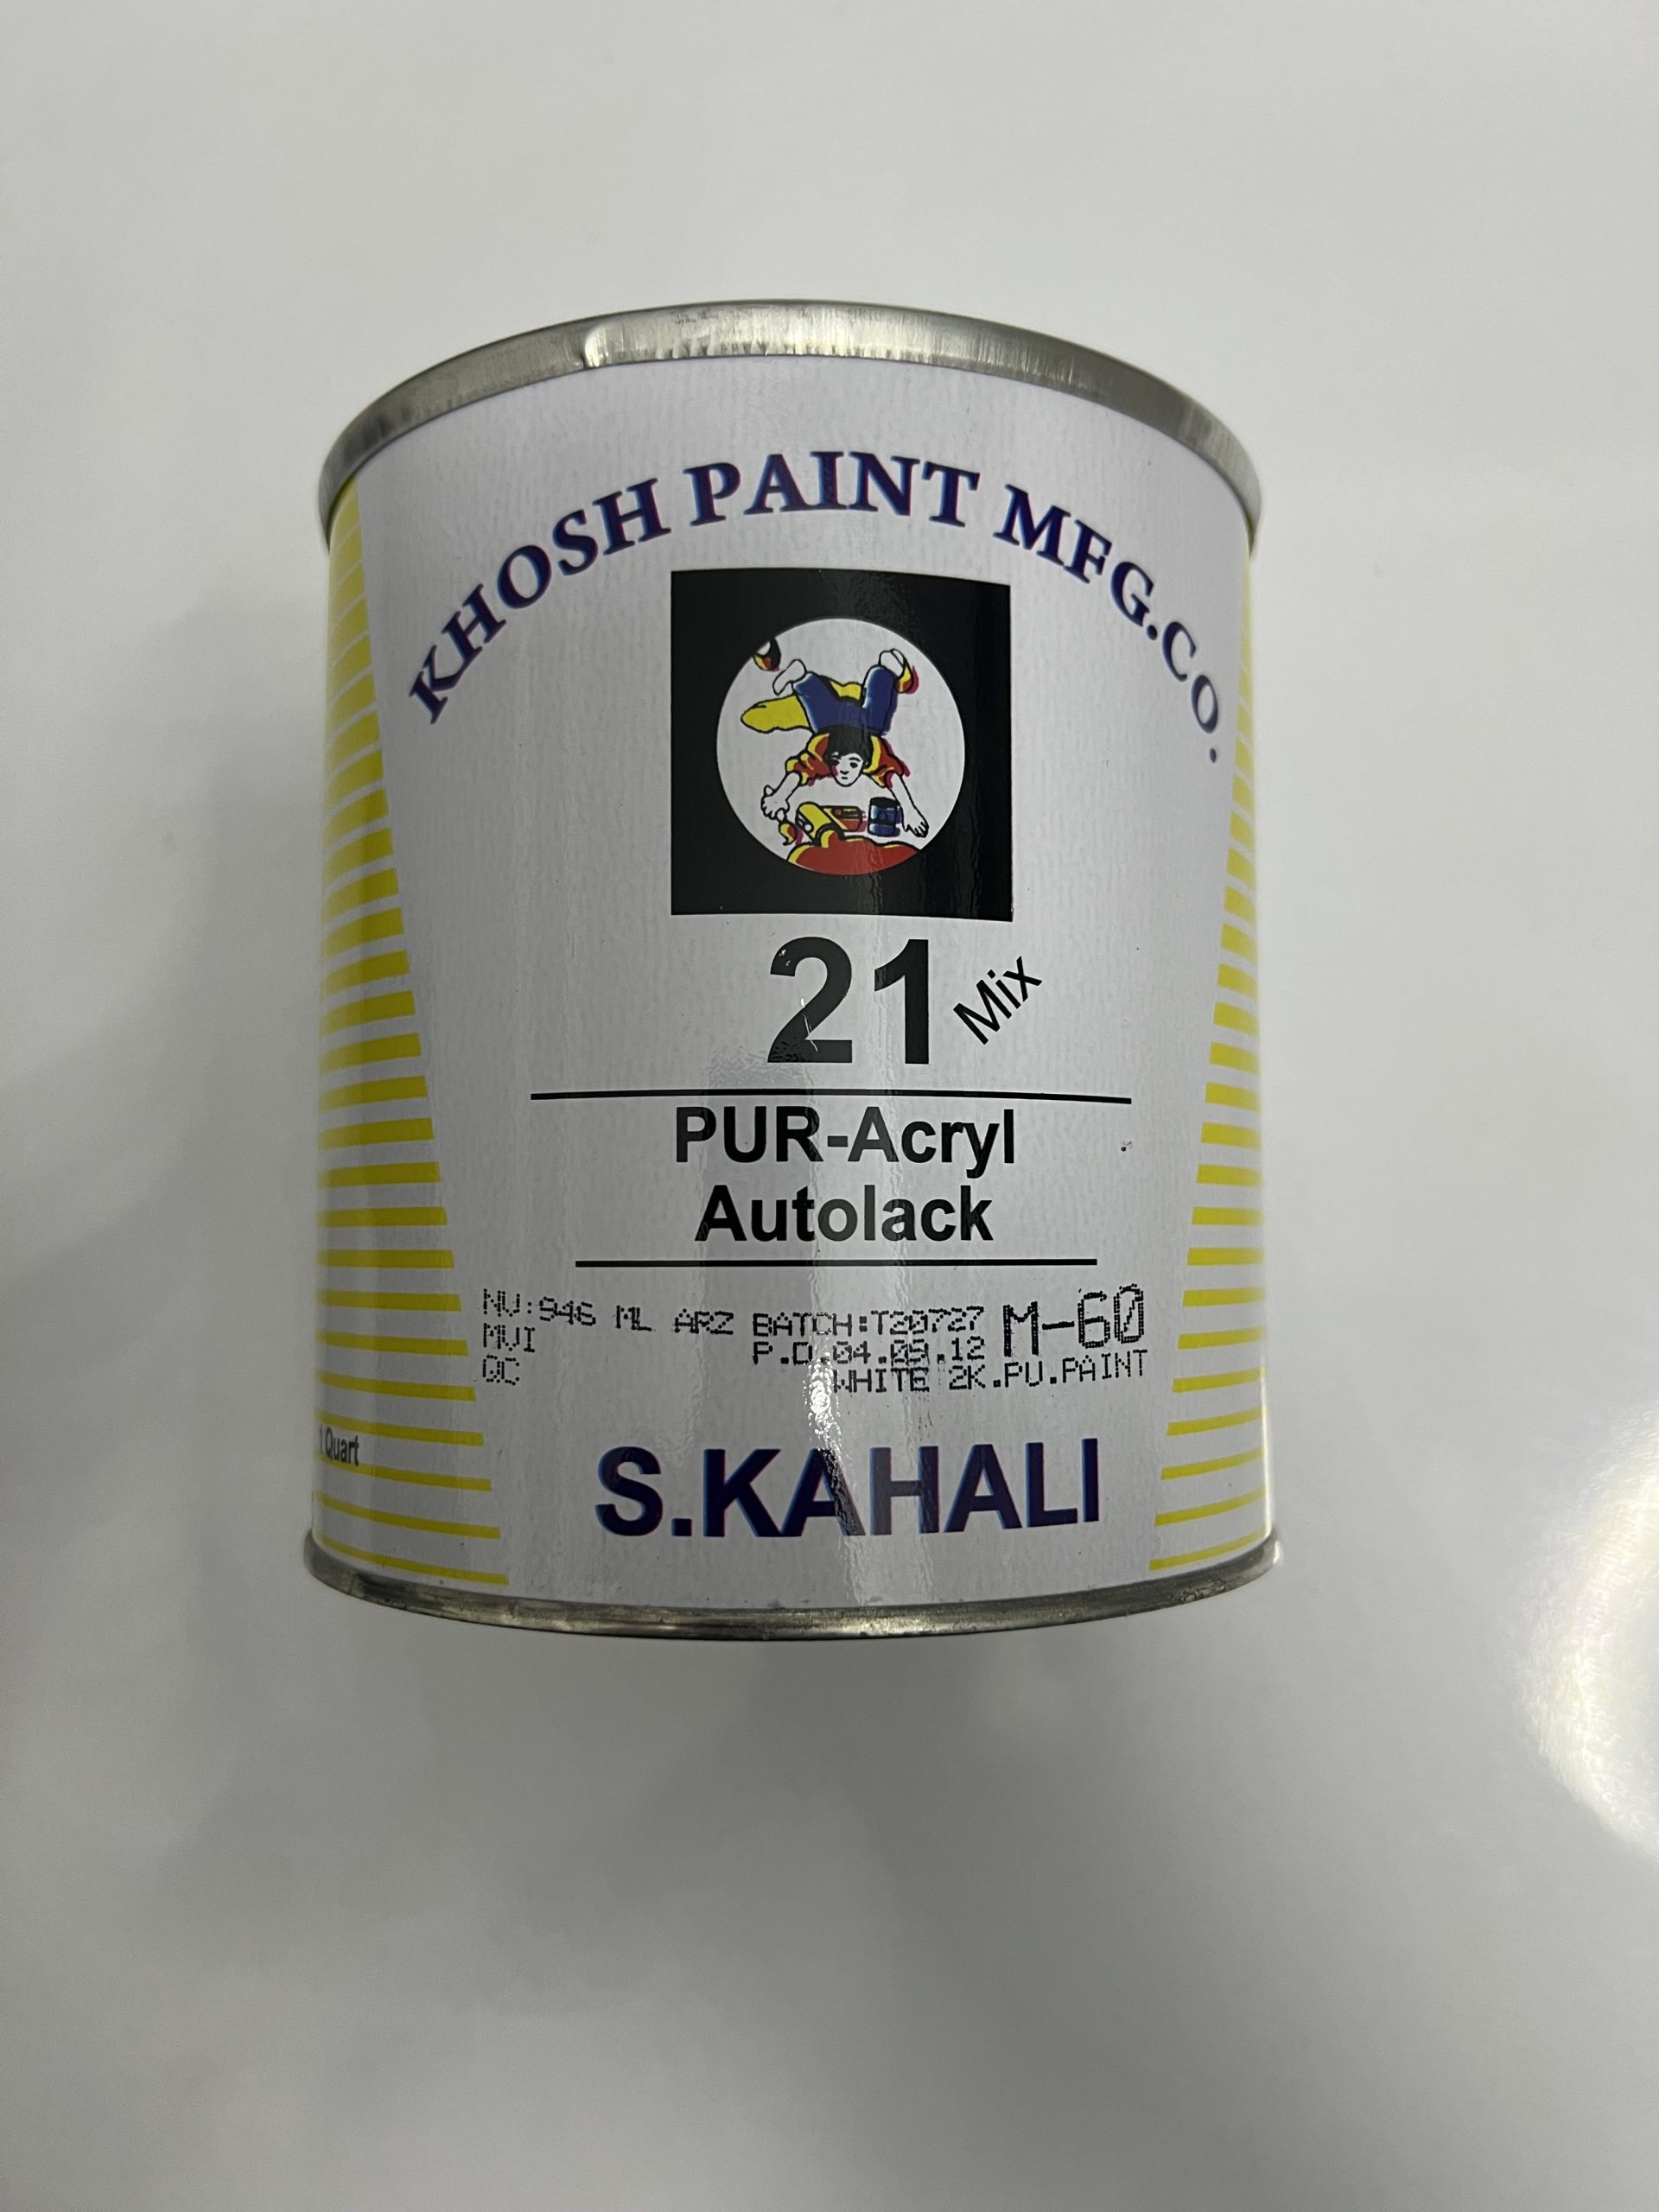 KHOSH PAINT MFG.CO.
21 Mix
PUR-Acryl
Autolack
NV:946 ML ARZ BATCH:T20727 M-60
MVI P.D.04.09.12
QC WHITE 2K.PU.PAINT
1 Quart
S.KAHALI